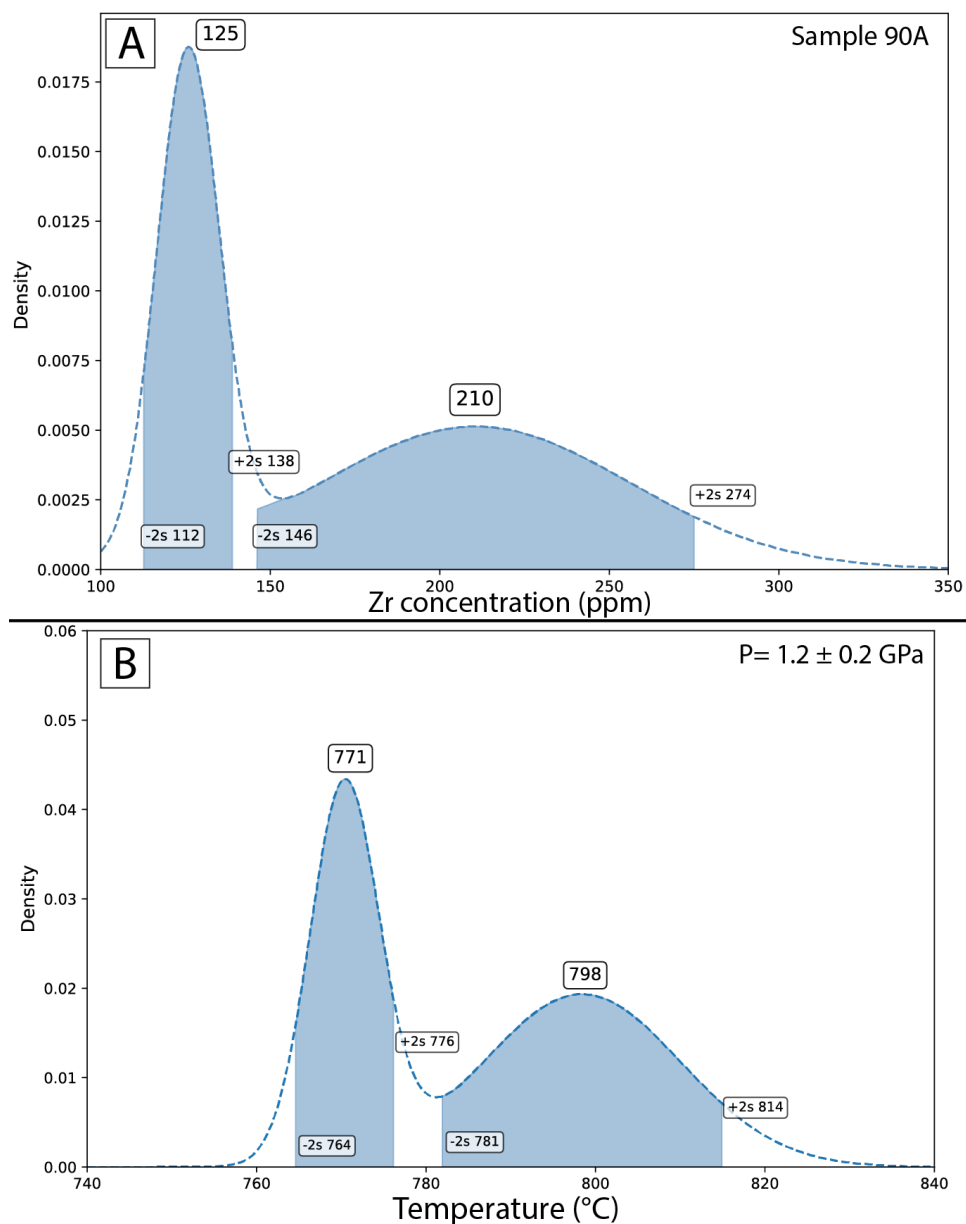 A
125
Sample 90A
0.0175
0.0150
0.0125
0.0100
Density
0.0075
210
0.0050
+2s 138
0.0025
+2s 274
-2s 112
-2s 146
0.0000
100 150 200 250 300 350
Zr concentration (ppm)
0.06
B
P= 1.2 ± 0.2 GPa
0.05
771
0.04
0.03
Density
798
0.02
+2s 776
0.01
+2s 814
-2s 764
-2s 781
0.00
740 760 780 800 820 840
Temperature (°C)